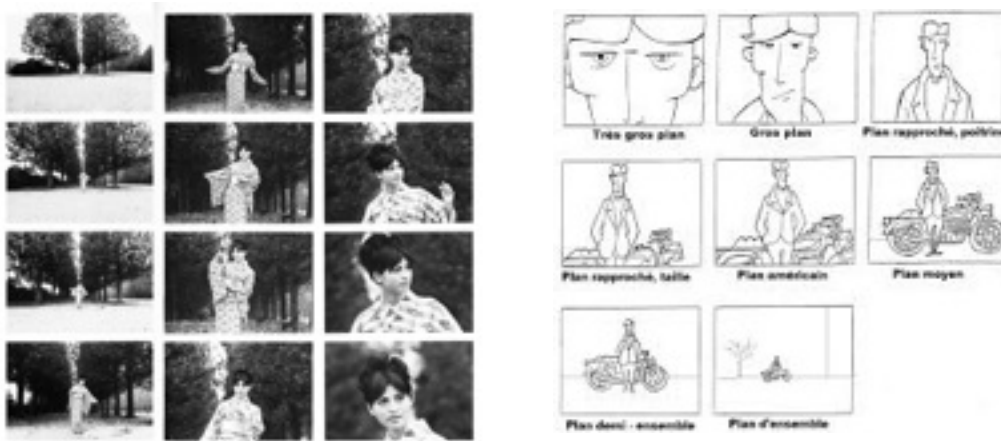 Très gros plan
Gros plan
Plan rapproché, poitrine
Plan rapproché, taille
Plan américain
Plan moyen
Plan demi - ensemble
Plan d'ensemble